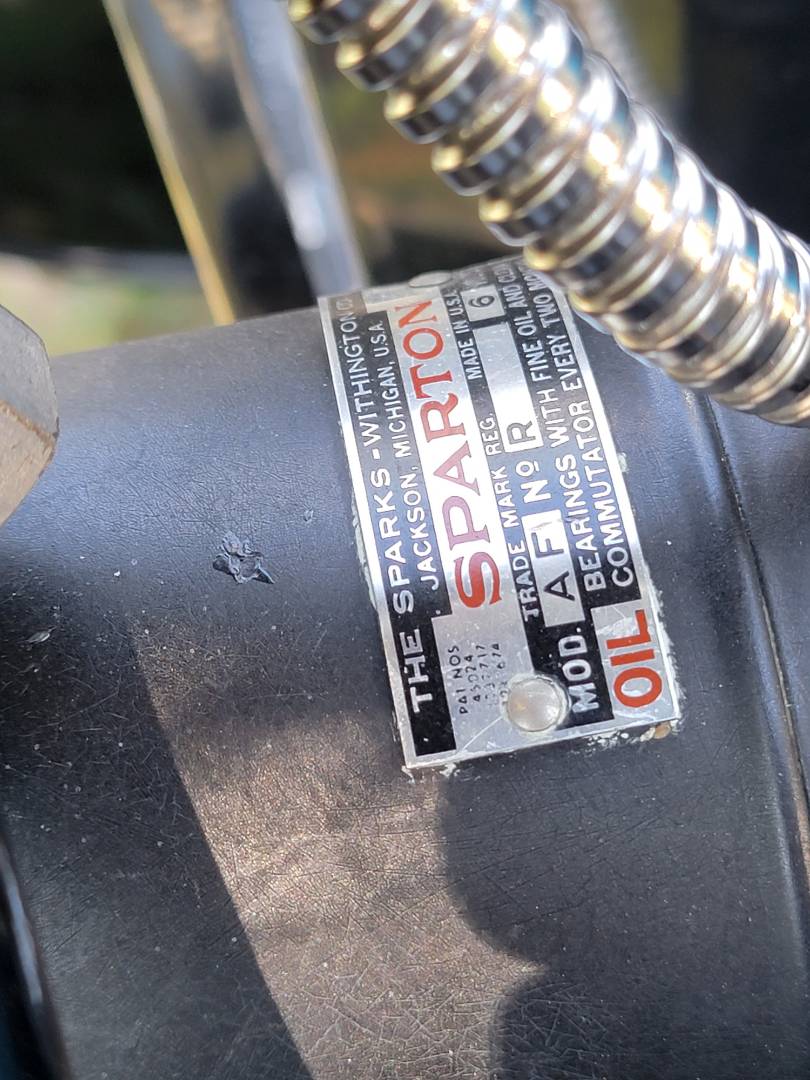 THE SPARKS-WITHINGTON CO
JACKSON, MICHIGAN, U.S.A.
SPARTON
PAT NOS
TRADE MARK REG. MADE IN U.S.A.
MOD. A F NO R 6
OIL BEARINGS WITH FINE OIL AND
COMMUTATOR EVERY TWO